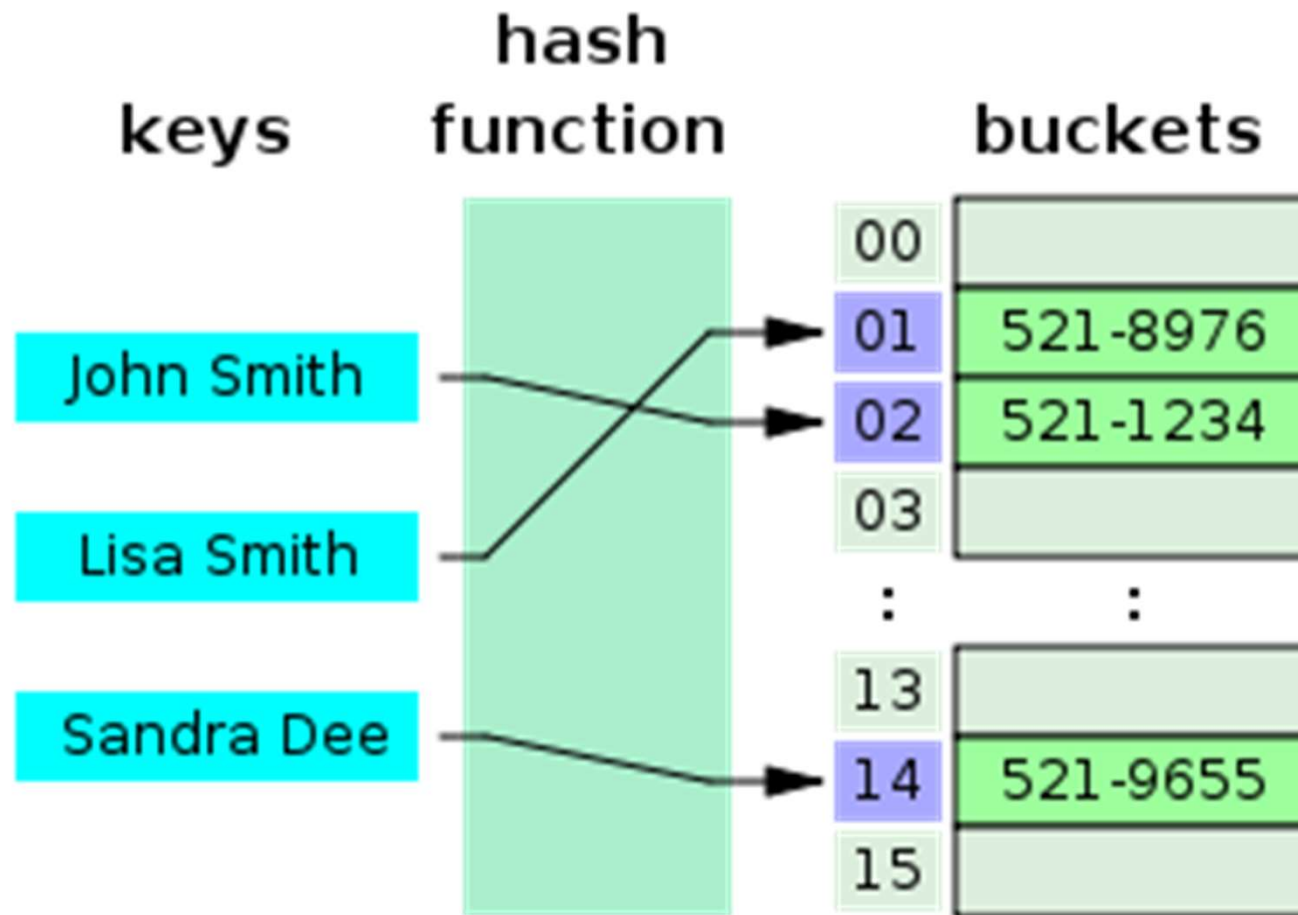 hash
keys function buckets
00
01 521-8976
John Smith
02 521-1234
03
Lisa Smith
: :
13
Sandra Dee
14 521-9655
15